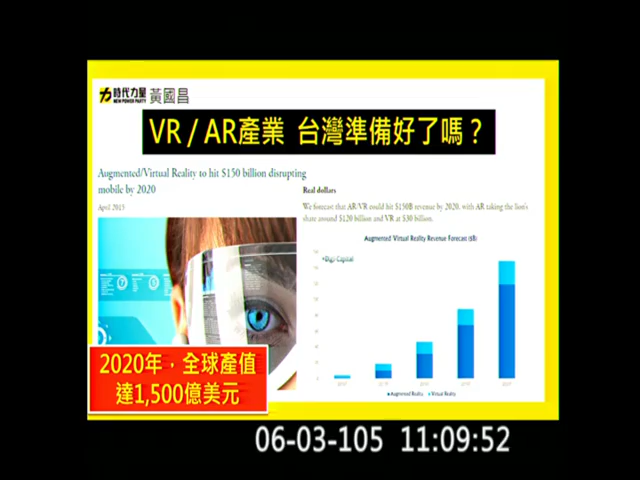 時代力量
NEW POWER PARTY
黃國昌
VR / AR產業 台灣準備好了嗎？
Augmented/Virtual Reality to hit $150 billion disrupting
mobile by 2020
April 2015
Real dollars
We forecast that AR/VR could hit $150B revenue by 2020, with AR taking the lion's
share around $120 billion and VR at $30 billion.
Augmented/Virtual Reality Revenue Forecast ($B)
Digi-Capital
Augmented Reality Virtual Reality
2020年，全球產值
達1,500億美元
06-03-105 11:09:52